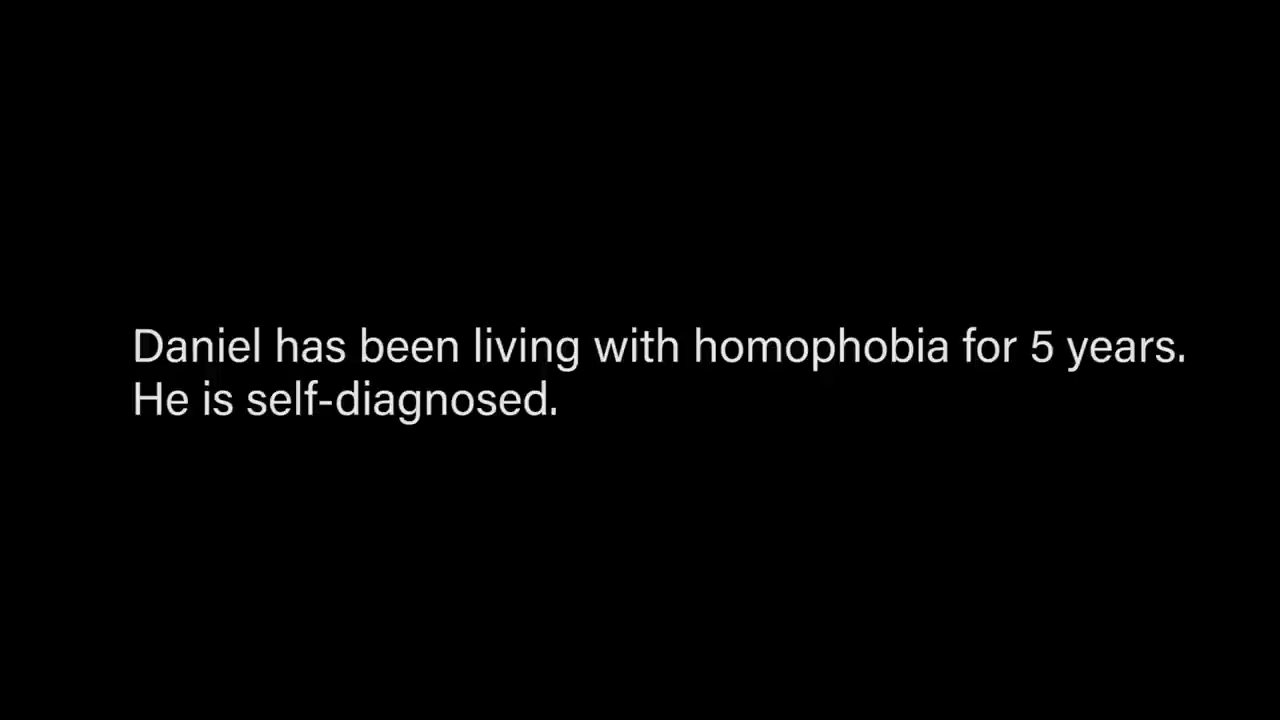 Daniel has been living with homophobia for 5 years.
He is self-diagnosed.